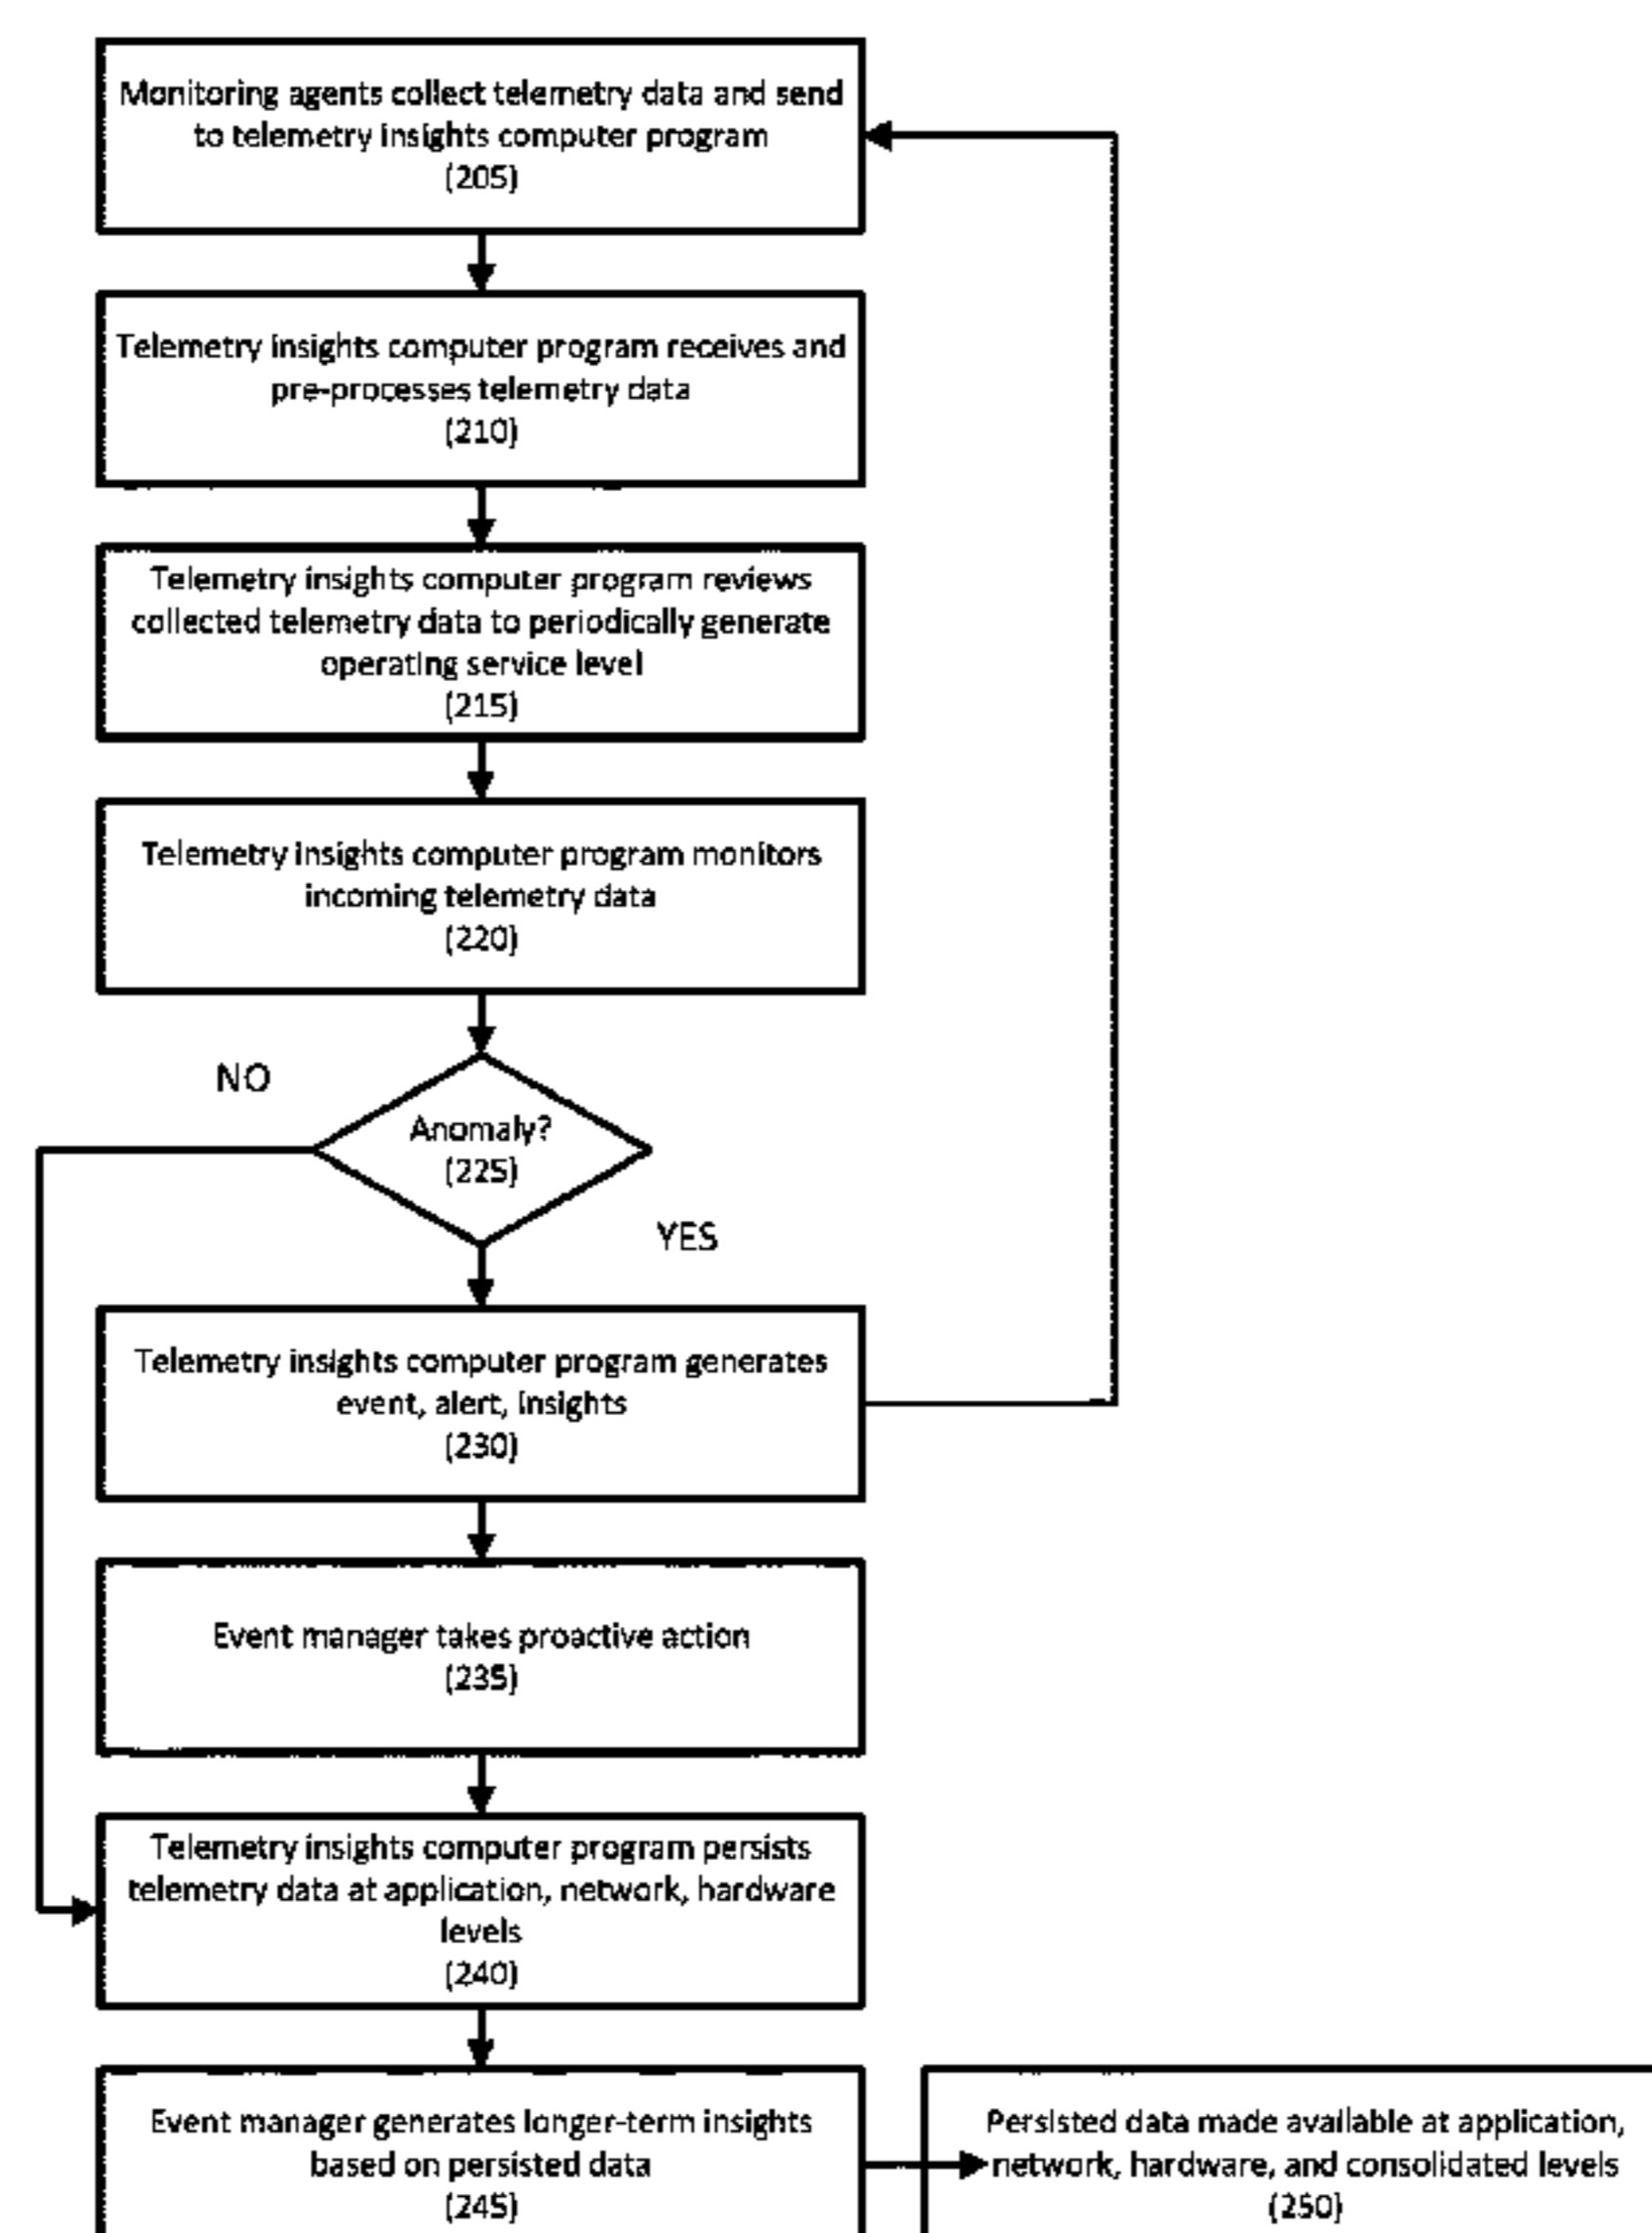 Monitoring agents collect telemetry data and send
to telemetry insights computer program
(205)
Telemetry insights computer program receives and
pre-processes telemetry data
(210)
Telemetry insights computer program reviews
collected telemetry data to periodically generate
operating service level
(215)
Telemetry insights computer program monitors
incoming telemetry data
(220)
NO
Anomaly?
(225)
YES
Telemetry insights computer program generates
event, alert, insights
(230)
Event manager takes proactive action
(235)
Telemetry insights computer program persists
telemetry data at application, network, hardware
levels
(240)
Event manager generates longer-term insights
based on persisted data
(245)
Persisted data made available at application,
network, hardware, and consolidated levels
(250)